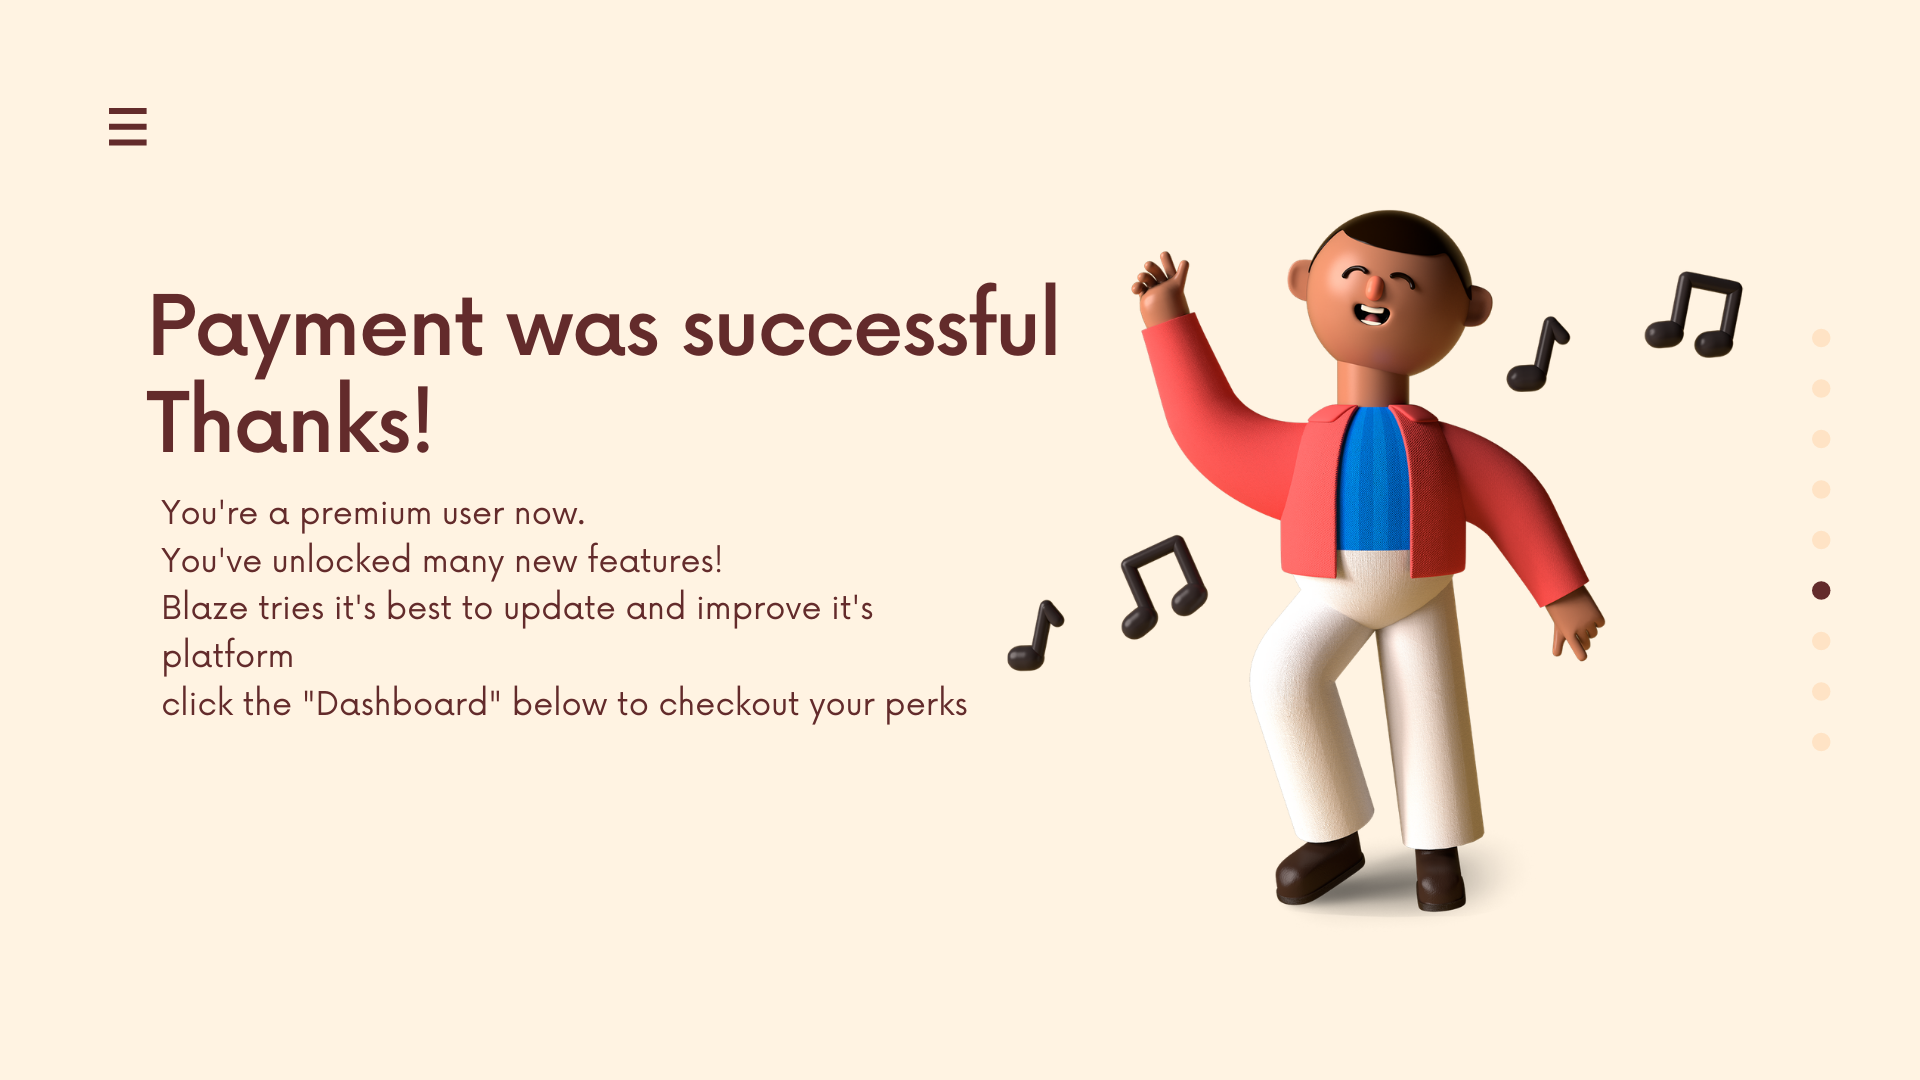 Payment was successful
Thanks!
You're a premium user now.
You've unlocked many new features!
Blaze tries it's best to update and improve it's
platform
click the "Dashboard" below to checkout your perks